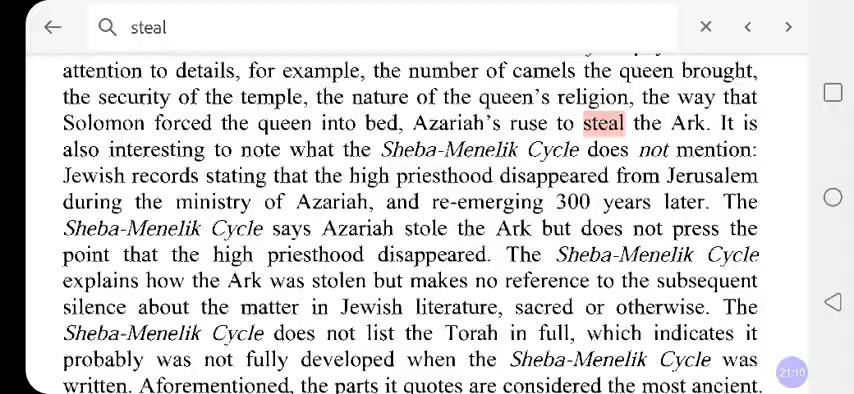 steal
attention to details, for example, the number of camels the queen brought,
the security of the temple, the nature of the queen's religion, the way that
Solomon forced the queen into bed, Azariah's ruse to steal the Ark. It is
also interesting to note what the Sheba-Menelik Cycle does not mention:
Jewish records stating that the high priesthood disappeared from Jerusalem
during the ministry of Azariah, and re-emerging 300 years later. The
Sheba-Menelik Cycle says Azariah stole the Ark but does not press the
point that the high priesthood disappeared. The Sheba-Menelik Cycle
explains how the Ark was stolen but makes no reference to the subsequent
silence about the matter in Jewish literature, sacred or otherwise. The
Sheba-Menelik Cycle does not list the Torah in full, which indicates it
probably was not fully developed when the Sheba-Menelik Cycle was
written. Aforementioned, the parts it quotes are considered the most ancient.
21:10